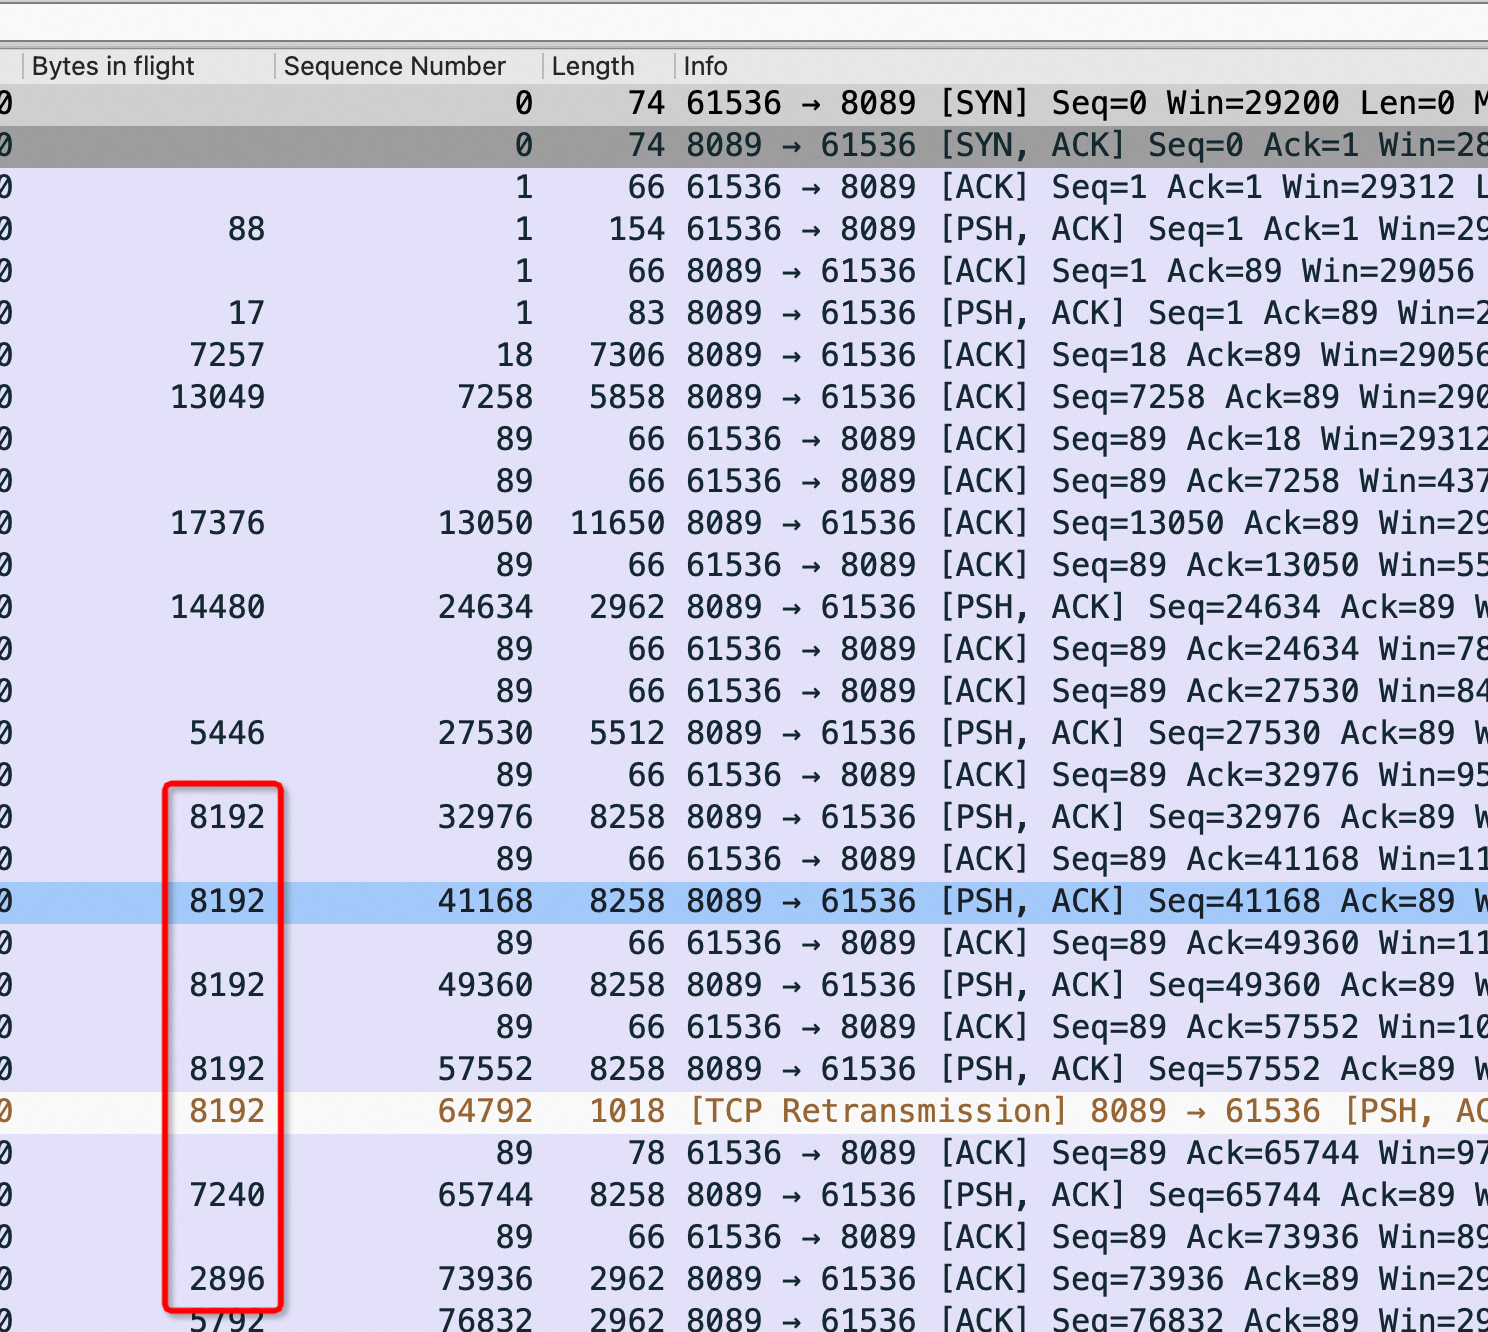 Bytes in flight Sequence Number Length Info
0 0 74 61536 → 8089 [SYN] Seq=0 Win=29200 Len=0 M
0 0 74 8089 → 61536 [SYN, ACK] Seq=0 Ack=1 Win=28
0 1 66 61536 → 8089 [ACK] Seq=1 Ack=1 Win=29312 L
0 88 1 154 61536 → 8089 [PSH, ACK] Seq=1 Ack=1 Win=29
0 1 66 8089 → 61536 [ACK] Seq=1 Ack=89 Win=29056
0 17 1 83 8089 → 61536 [PSH, ACK] Seq=1 Ack=89 Win=2
0 7257 18 7306 8089 → 61536 [ACK] Seq=18 Ack=89 Win=29056
0 13049 7258 5858 8089 → 61536 [ACK] Seq=7258 Ack=89 Win=290
0 89 66 61536 → 8089 [ACK] Seq=89 Ack=18 Win=29312
0 89 66 61536 → 8089 [ACK] Seq=89 Ack=7258 Win=437
0 17376 13050 11650 8089 → 61536 [ACK] Seq=13050 Ack=89 Win=29
0 89 66 61536 → 8089 [ACK] Seq=89 Ack=13050 Win=55
0 14480 24634 2962 8089 → 61536 [PSH, ACK] Seq=24634 Ack=89 W
0 89 66 61536 → 8089 [ACK] Seq=89 Ack=24634 Win=78
0 89 66 61536 → 8089 [ACK] Seq=89 Ack=27530 Win=84
0 5446 27530 5512 8089 → 61536 [PSH, ACK] Seq=27530 Ack=89 W
0 89 66 61536 → 8089 [ACK] Seq=89 Ack=32976 Win=95
0 8192 32976 8258 8089 → 61536 [PSH, ACK] Seq=32976 Ack=89 W
0 89 66 61536 → 8089 [ACK] Seq=89 Ack=41168 Win=11
0 8192 41168 8258 8089 → 61536 [PSH, ACK] Seq=41168 Ack=89 W
0 89 66 61536 → 8089 [ACK] Seq=89 Ack=49360 Win=11
0 8192 49360 8258 8089 → 61536 [PSH, ACK] Seq=49360 Ack=89 W
0 89 66 61536 → 8089 [ACK] Seq=89 Ack=57552 Win=10
0 8192 57552 8258 8089 → 61536 [PSH, ACK] Seq=57552 Ack=89 W
0 8192 64792 1018 [TCP Retransmission] 8089 → 61536 [PSH, AC
0 89 78 61536 → 8089 [ACK] Seq=89 Ack=65744 Win=97
0 7240 65744 8258 8089 → 61536 [PSH, ACK] Seq=65744 Ack=89 W
0 89 66 61536 → 8089 [ACK] Seq=89 Ack=73936 Win=89
0 2896 73936 2962 8089 → 61536 [ACK] Seq=73936 Ack=89 Win=29
0 5792 76832 2962 8089 → 61536 [ACK] Seq=76832 Ack=89 Win=29